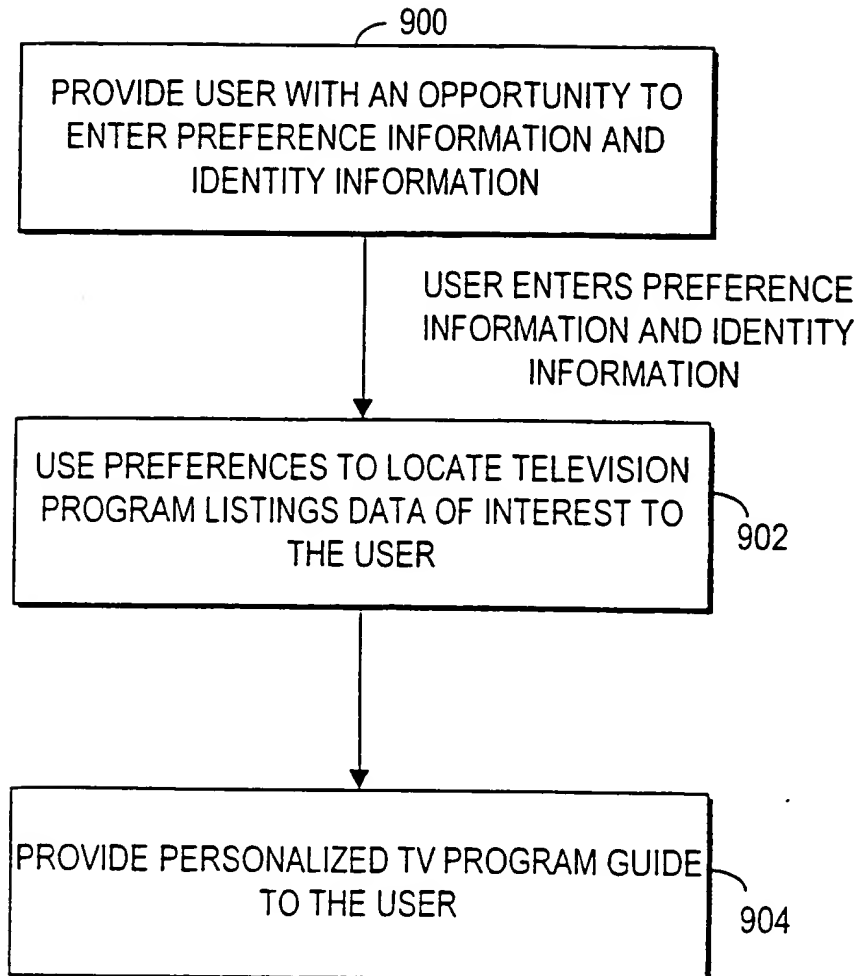 900
PROVIDE USER WITH AN OPPORTUNITY TO
ENTER PREFERENCE INFORMATION AND
IDENTITY INFORMATION
USER ENTERS PREFERENCE
INFORMATION AND IDENTITY
INFORMATION
USE PREFERENCES TO LOCATE TELEVISION
PROGRAM LISTINGS DATA OF INTEREST TO
THE USER
902
PROVIDE PERSONALIZED TV PROGRAM GUIDE
TO THE USER
904